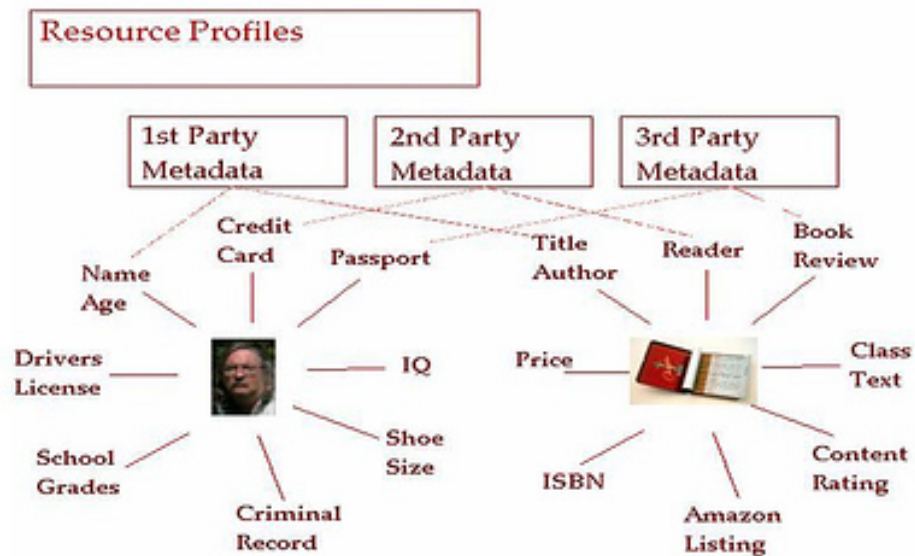 Resource Profiles
1st Party
Metadata
2nd Party
Metadata
3rd Party
Metadata
Name
Age
Credit
Card
Passport
Title
Author
Reader
Book
Review
Drivers
License
IQ
Price
Class
Text
School
Grades
Shoe
Size
ISBN
Content
Rating
Criminal
Record
Amazon
Listing